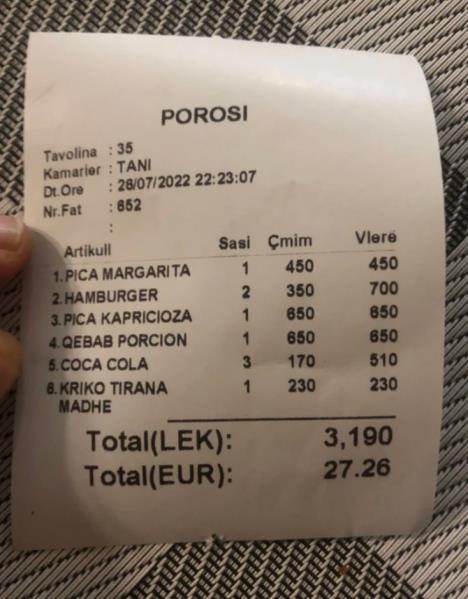 POROSI
Tavolina : 35
Kamarier : TANI
Dt.Ore : 28/07/2022 22:23:07
Nr.Fat : 652
:
Artikull Sasi Çmim Vlerë
1.PICA MARGARITA 1 450 450
2.HAMBURGER 2 350 700
3.PICA KAPRICIOZA 1 650 650
4.QEBAB PORCION 1 650 650
5.COCA COLA 3 170 510
6.KRIKO TIRANA 1 230 230
MADHE
Total(LEK): 3,190
Total(EUR): 27.26